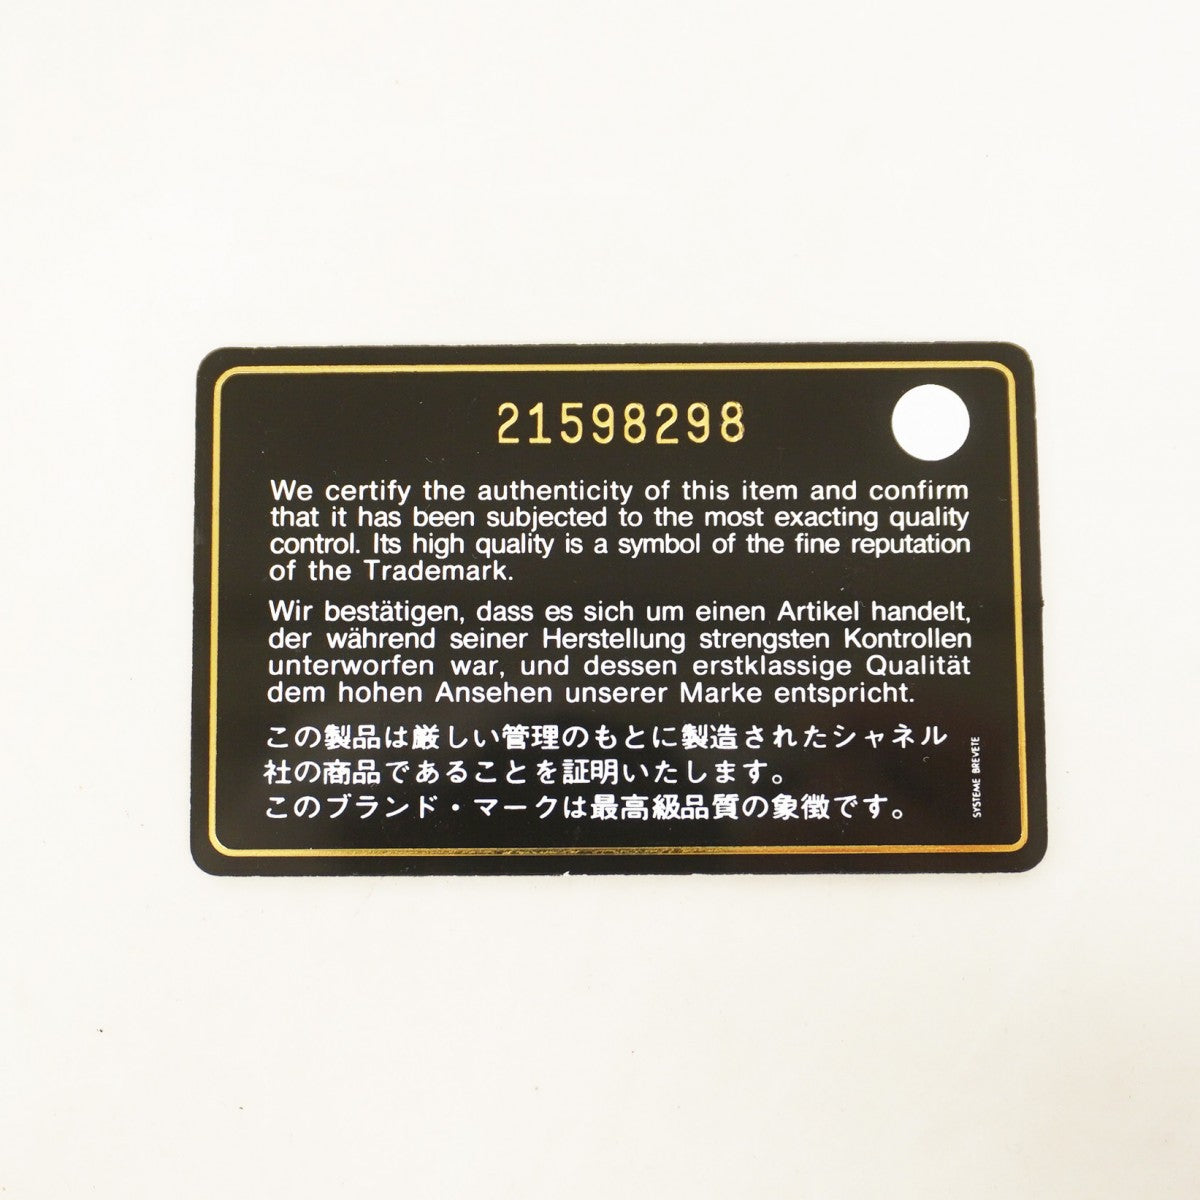 21598298
We certify the authenticity of this item and confirm
that it has been subjected to the most exacting quality
control. Its high quality is a symbol of the fine reputation
of the Trademark.
Wir bestätigen, dass es sich um einen Artikel handelt,
der während seiner Herstellung strengsten Kontrollen
unterworfen war, und dessen erstklassige Qualität
dem hohen Ansehen unserer Marke entspricht.
この製品は厳しい管理のもとに製造されたシャネル
社の商品であることを証明いたします。
このブランド・マークは最高級品質の象徴です。
SYSTEME BREVETE